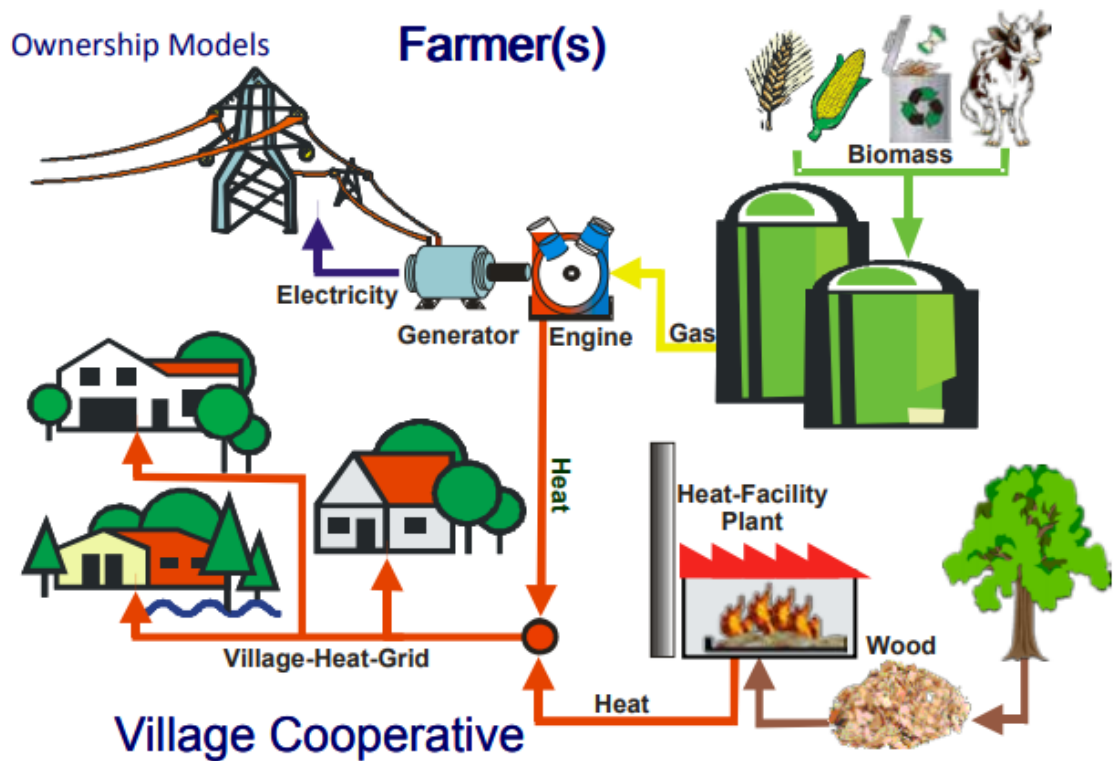 Ownership Models
Farmer(s)
Biomass
Electricity
Generator
Engine
Gas
Heat
Heat-Facility
Plant
Wood
Village-Heat-Grid
Heat
Village Cooperative